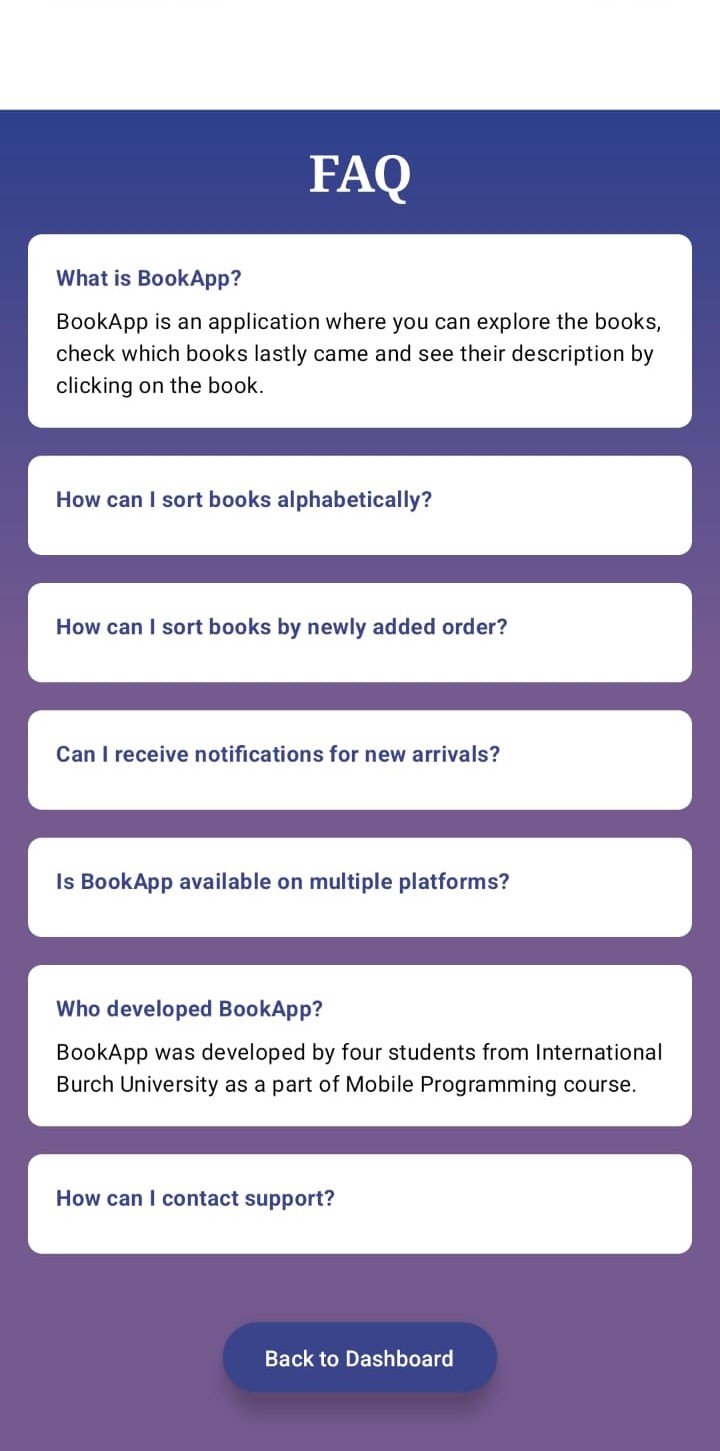 FAQ
What is BookApp?
BookApp is an application where you can explore the books,
check which books lastly came and see their description by
clicking on the book.
How can I sort books alphabetically?
How can I sort books by newly added order?
Can I receive notifications for new arrivals?
Is BookApp available on multiple platforms?
Who developed BookApp?
BookApp was developed by four students from International
Burch University as a part of Mobile Programming course.
How can I contact support?
Back to Dashboard